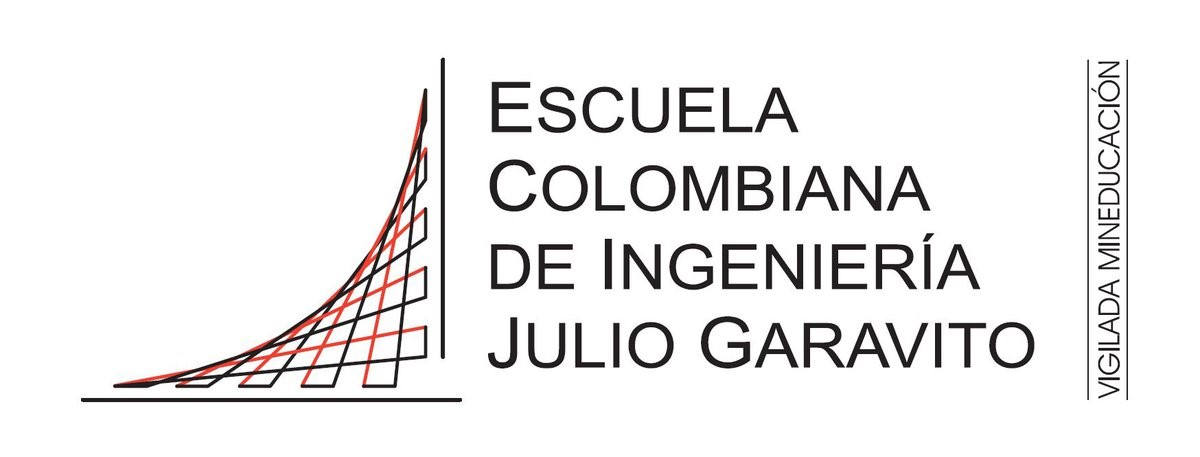 ESCUELA
COLOMBIANA
DE INGENIERÍA
JULIO GARAVITO
VIGILADA MINEDUCACIÓN